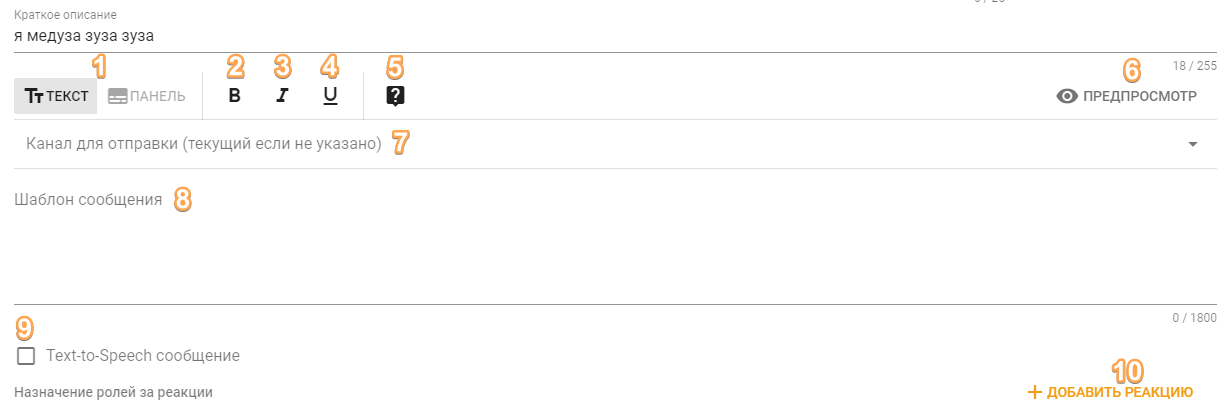 Краткое описание
я медуза зуза зуза
18 / 255
1 2 3 4 5 6
ТЕКСТ ПАНЕЛЬ B I U ? ПРЕДПРОСМОТР
Канал для отправки (текущий если не указано) 7
Шаблон сообщения 8
0 / 1800
9
Text-to-Speech сообщение
10
Назначение ролей за реакции + ДОБАВИТЬ РЕАКЦИЮ